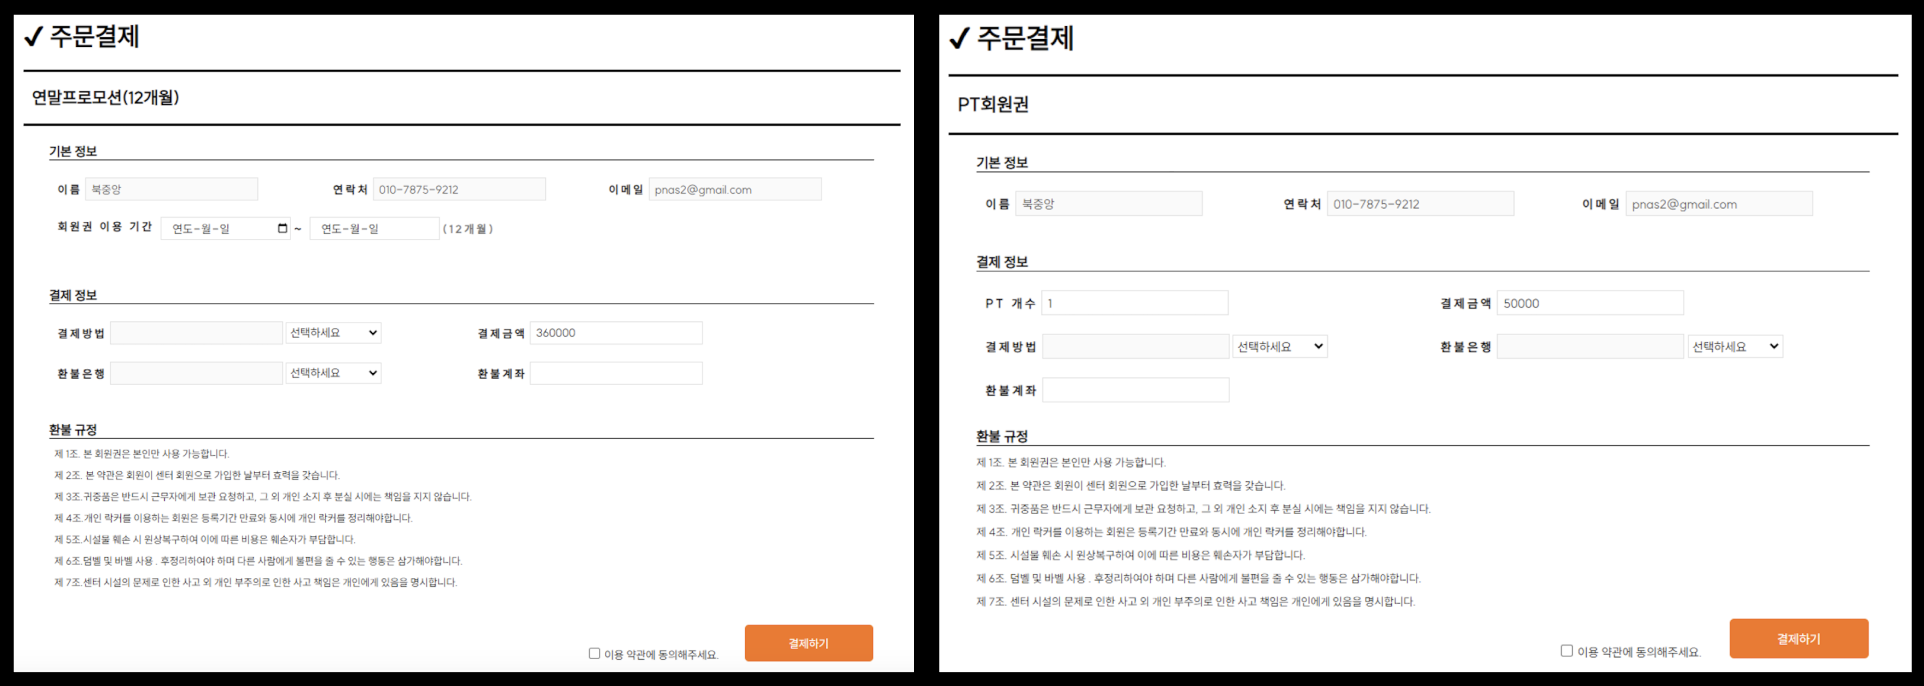 주문결제
연말프로모션(12개월)
기본 정보
이름 북중앙 연락처 010-7875-9212 이메일 pnas2@gmail.com
회원권 이용 기간 연도-월-일 ~ 연도-월-일 (12개월)
결제 정보
결제방법 선택하세요 결제금액 360000
환불은행 선택하세요 환불계좌
환불 규정
제 1조. 본 회원권은 본인만 사용 가능합니다.
제 2조. 본 약관은 회원이 센터 회원으로 가입한 날부터 효력을 갖습니다.
제 3조.귀중품은 반드시 근무자에게 보관 요청하고, 그 외 개인 소지 후 분실 시에는 책임을 지지 않습니다.
제 4조.개인 락커를 이용하는 회원은 등록기간 만료와 동시에 개인 락커를 정리해야합니다.
제 5조.시설물 훼손 시 원상복구하여 이에 따른 비용은 훼손자가 부담합니다.
제 6조.덤벨 및 바벨 사용 . 후정리하여야 하며 다른 사람에게 불편을 줄 수 있는 행동은 삼가해야합니다.
제 7조.센터 시설의 문제로 인한 사고 외 개인 부주의로 인한 사고 책임은 개인에게 있음을 명시합니다.
이용 약관에 동의해주세요. 결제하기
주문결제
PT회원권
기본 정보
이름 북중앙 연락처 010-7875-9212 이메일 pnas2@gmail.com
결제 정보
PT 개수 1 결제금액 50000
결제방법 선택하세요 환불은행 선택하세요
환불계좌
환불 규정
제 1조. 본 회원권은 본인만 사용 가능합니다.
제 2조. 본 약관은 회원이 센터 회원으로 가입한 날부터 효력을 갖습니다.
제 3조. 귀중품은 반드시 근무자에게 보관 요청하고, 그 외 개인 소지 후 분실 시에는 책임을 지지 않습니다.
제 4조. 개인 락커를 이용하는 회원은 등록기간 만료와 동시에 개인 락커를 정리해야합니다.
제 5조. 시설물 훼손 시 원상복구하여 이에 따른 비용은 훼손자가 부담합니다.
제 6조. 덤벨 및 바벨 사용 . 후정리하여야 하며 다른 사람에게 불편을 줄 수 있는 행동은 삼가해야합니다.
제 7조. 센터 시설의 문제로 인한 사고 외 개인 부주의로 인한 사고 책임은 개인에게 있음을 명시합니다.
이용 약관에 동의해주세요. 결제하기